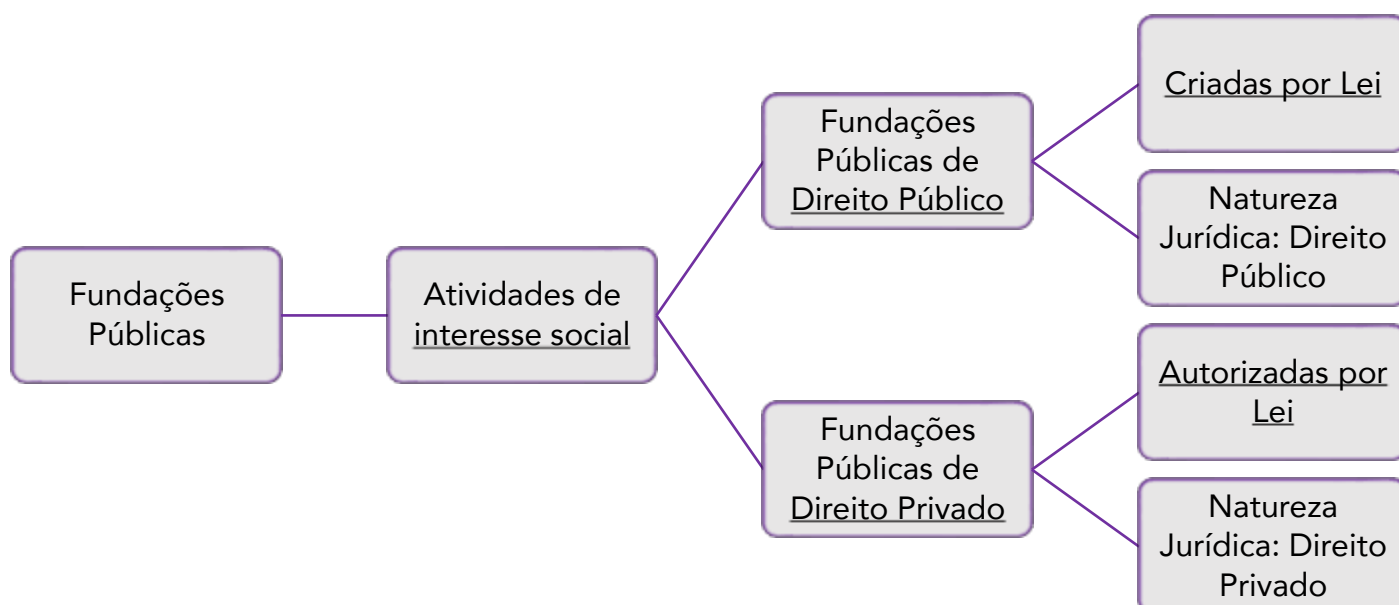 Fundações
Públicas
Atividades de
interesse social
Fundações
Públicas de
Direito Público
Criadas por Lei
Natureza
Jurídica: Direito
Público
Fundações
Públicas de
Direito Privado
Autorizadas por
Lei
Natureza
Jurídica: Direito
Privado